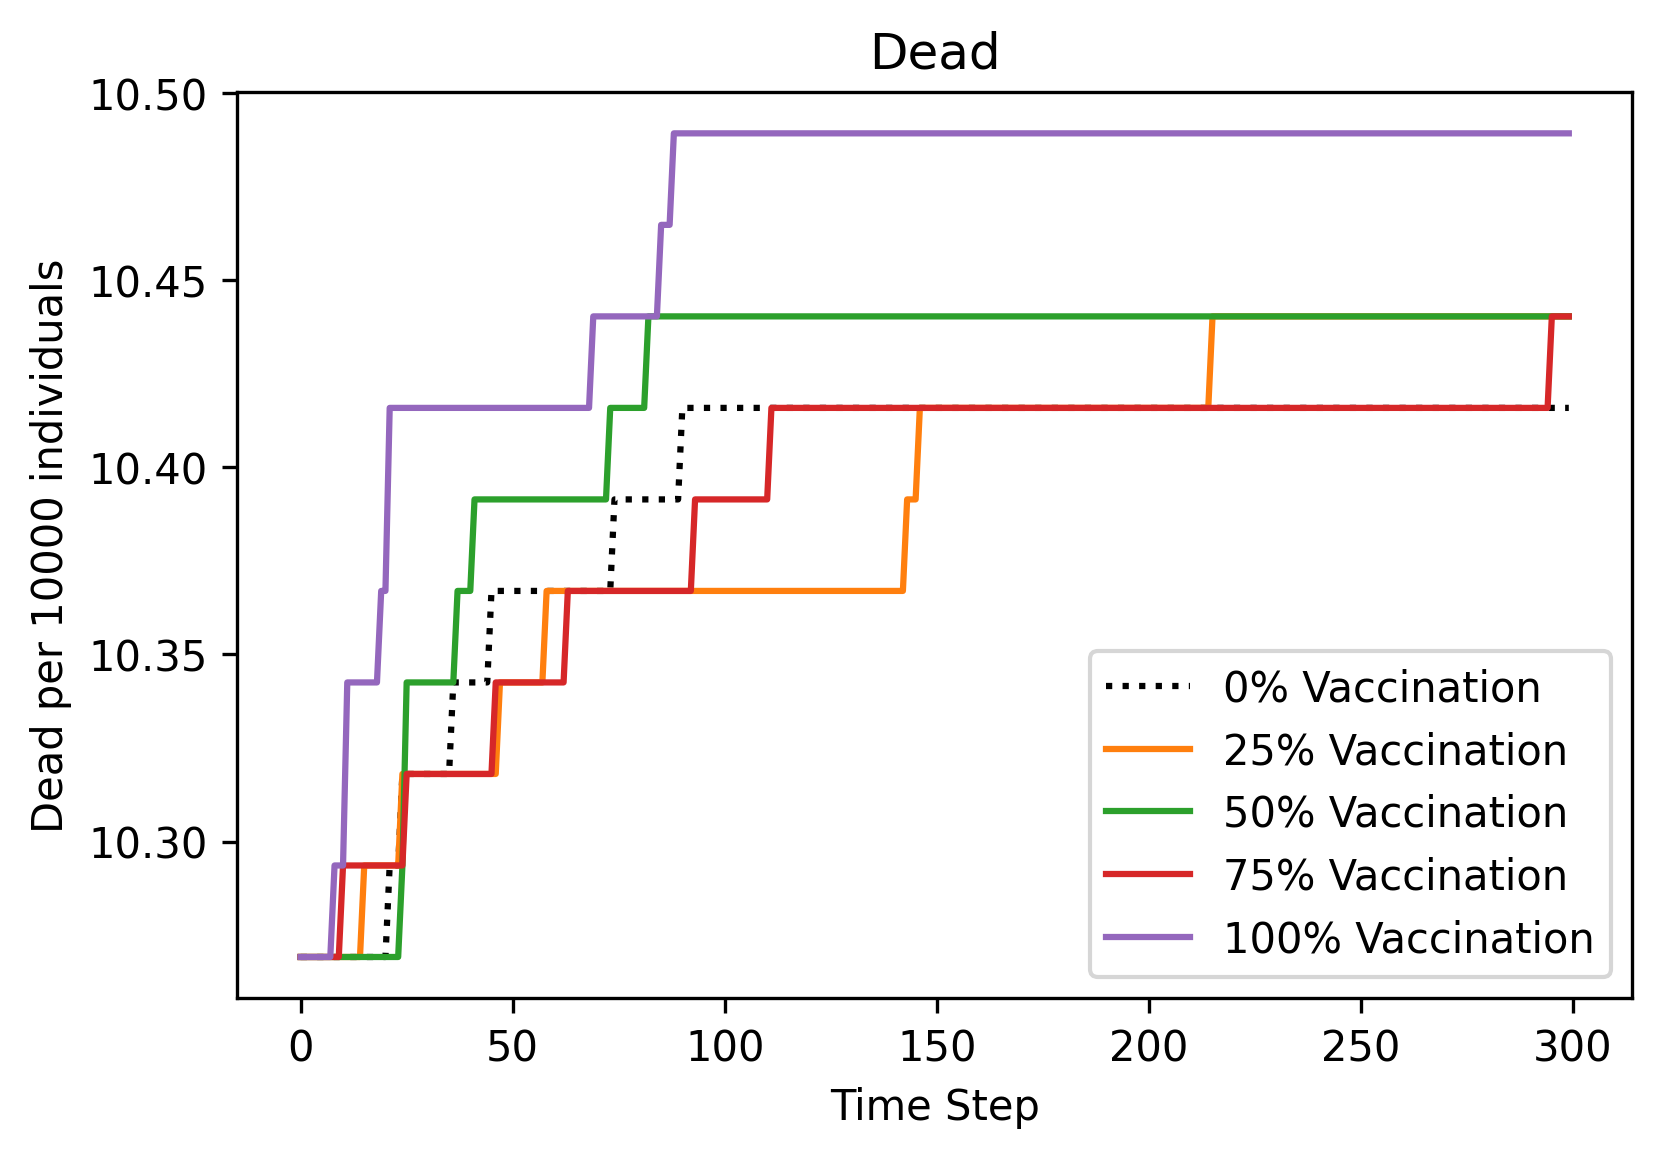 Dead
10.50
10.45
10.40
10.35
10.30
Dead per 10000 individuals
0% Vaccination
25% Vaccination
50% Vaccination
75% Vaccination
100% Vaccination
0 50 100 150 200 250 300
Time Step